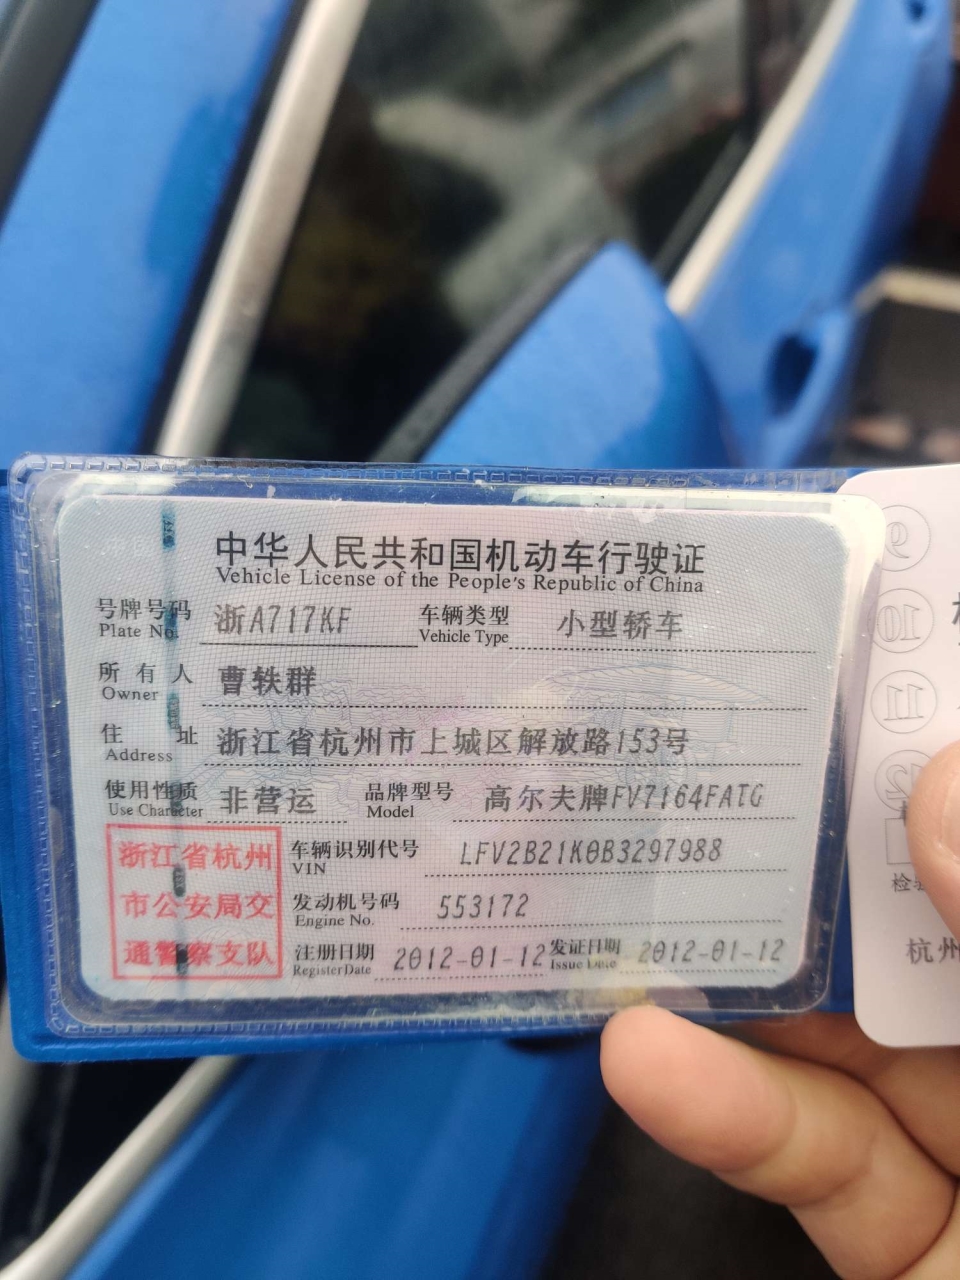 中华人民共和国机动车行驶证
Vehicle License of the People's Republic of China
号牌号码 浙A717KF 车辆类型 小型轿车
Plate No. Vehicle Type
所有人 曹轶群
Owner
住址 浙江省杭州市上城区解放路153号
Address
使用性质 非营运 品牌型号 高尔夫牌FV7164FATG
Use Character Model
浙江省杭州
市公安局交
通警察支队
车辆识别代号 LFV2B21K0B3297988
VIN
发动机号码 553172
Engine No.
注册日期 2012-01-12 发证日期 2012-01-12
Register Date Issue Date
9
10
11
12
杭州